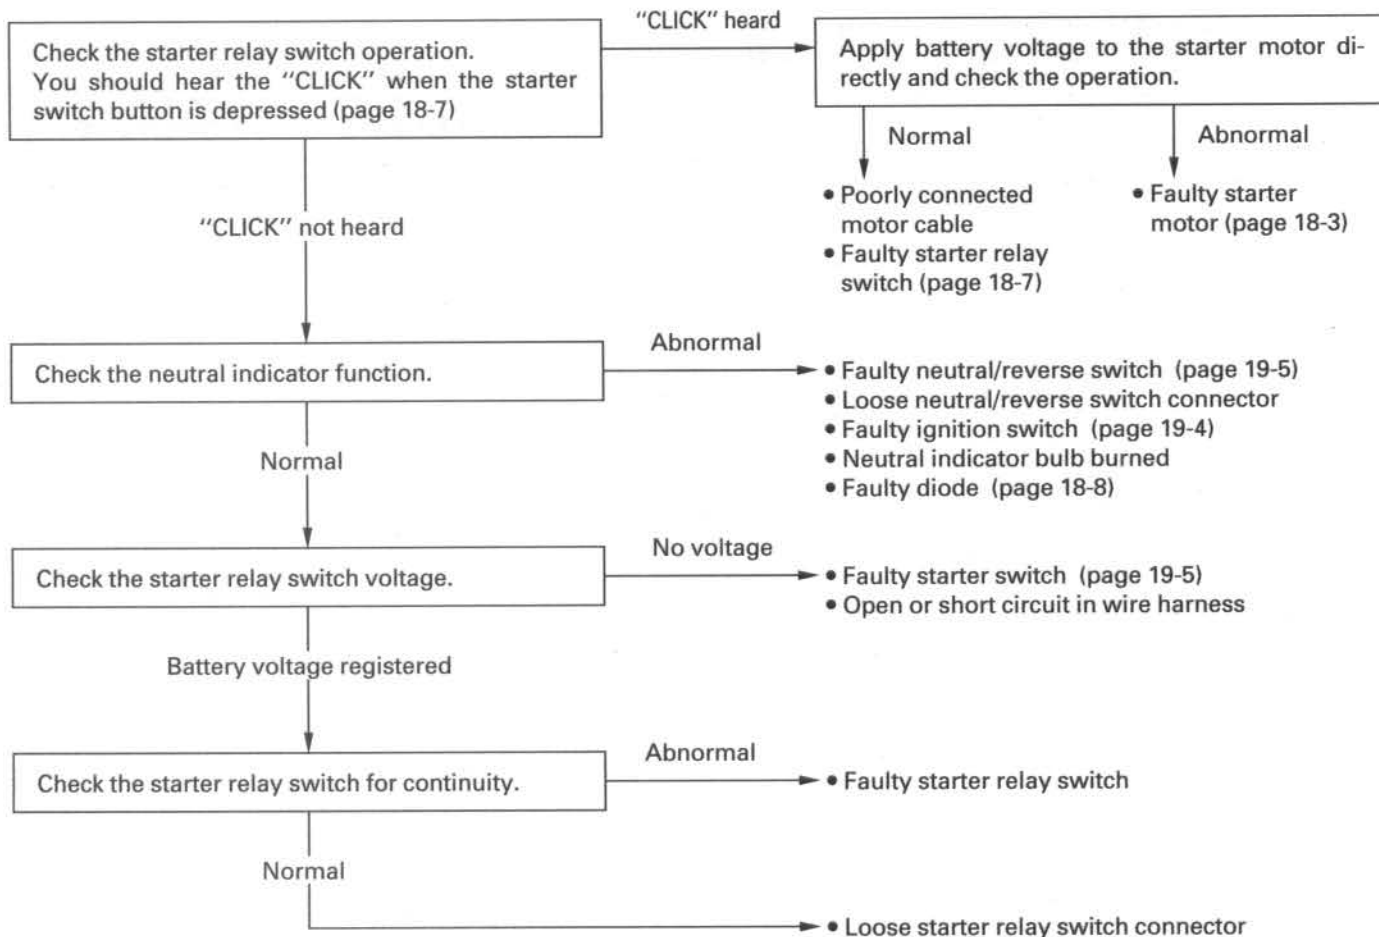 Check the starter relay switch operation.
You should hear the “CLICK” when the starter
switch button is depressed (page 18-7)
“CLICK” heard
Apply battery voltage to the starter motor di-
rectly and check the operation.
Normal
Abnormal
• Poorly connected
motor cable
• Faulty starter relay
switch (page 18-7)
• Faulty starter
motor (page 18-3)
“CLICK” not heard
Check the neutral indicator function.
Abnormal
• Faulty neutral/reverse switch (page 19-5)
• Loose neutral/reverse switch connector
• Faulty ignition switch (page 19-4)
• Neutral indicator bulb burned
• Faulty diode (page 18-8)
Normal
Check the starter relay switch voltage.
No voltage
• Faulty starter switch (page 19-5)
• Open or short circuit in wire harness
Battery voltage registered
Check the starter relay switch for continuity.
Abnormal
• Faulty starter relay switch
Normal
• Loose starter relay switch connector